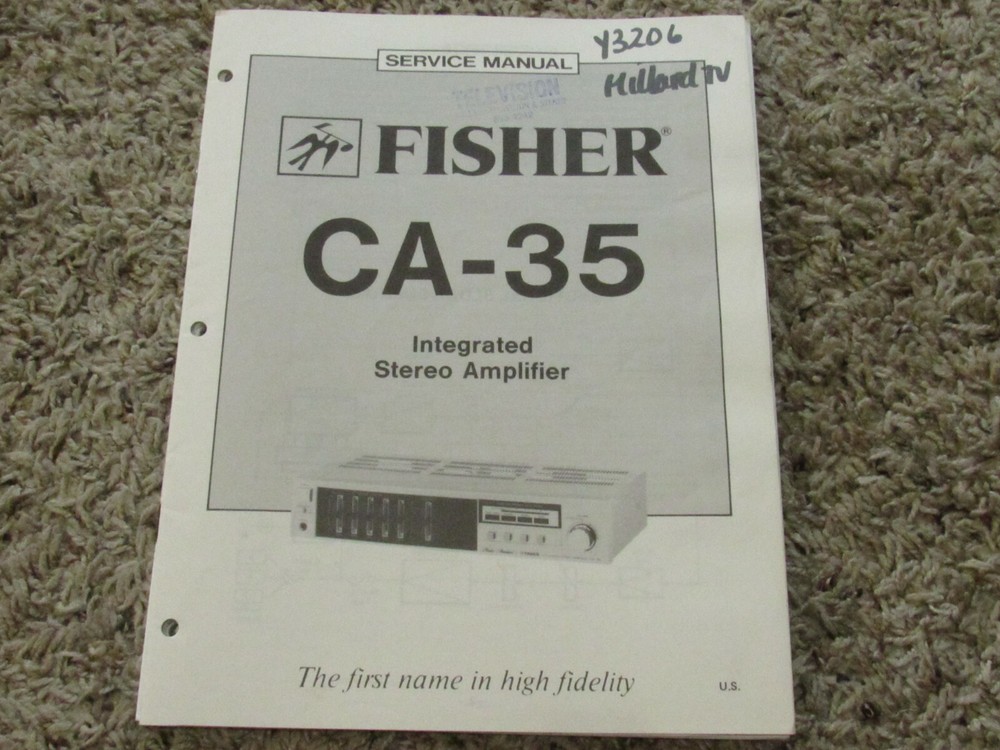 Y3206
Millard TV
SERVICE MANUAL
TELEVISION
FISHER®
CA-35
Integrated
Stereo Amplifier
The first name in high fidelity
U.S.